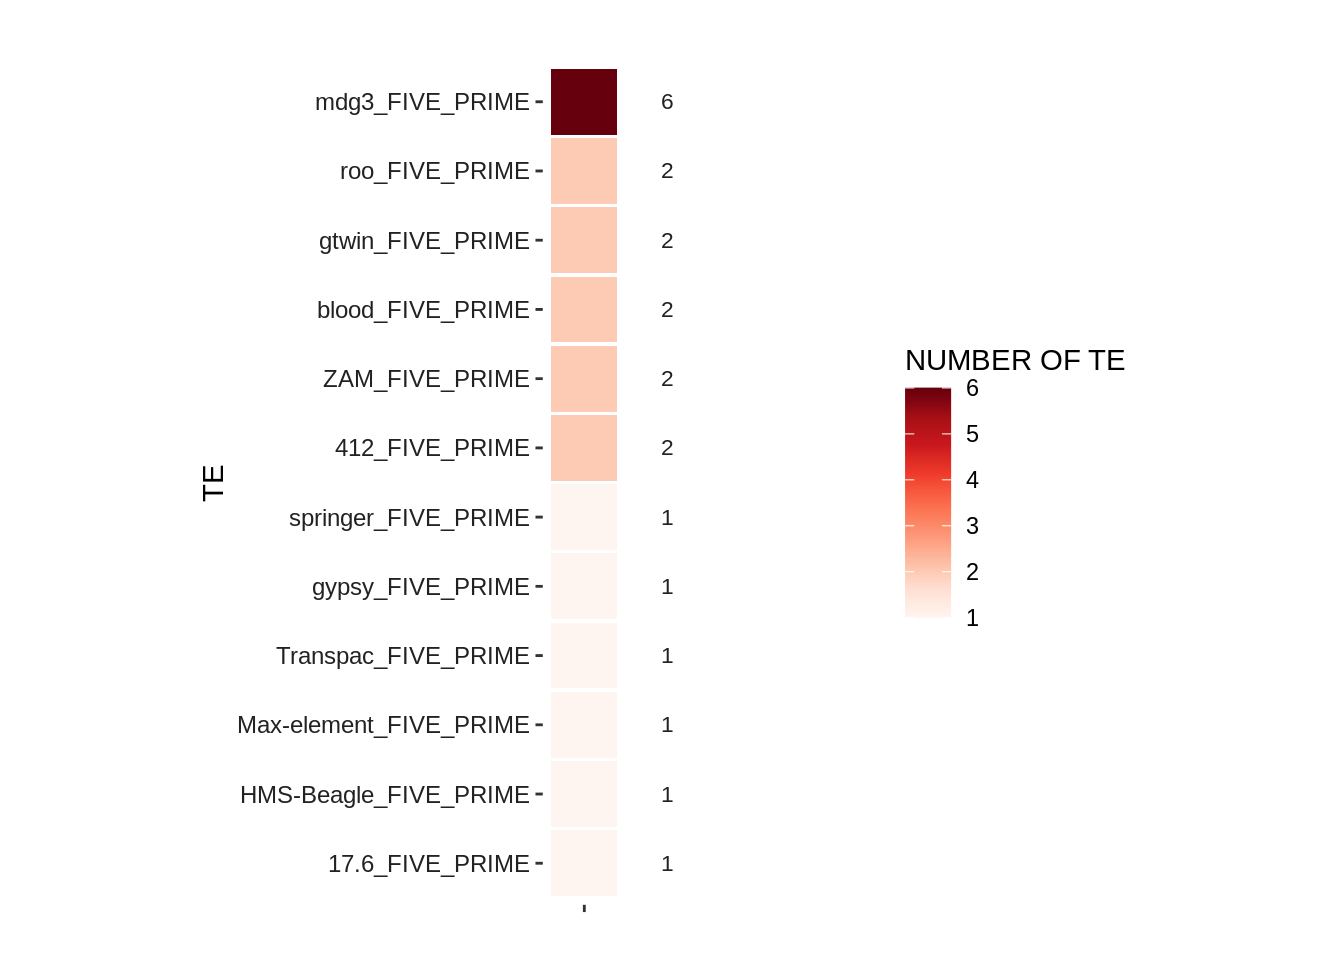 mdg3_FIVE_PRIME 6
roo_FIVE_PRIME 2
gtwin_FIVE_PRIME 2
blood_FIVE_PRIME 2
ZAM_FIVE_PRIME 2
412_FIVE_PRIME 2
springer_FIVE_PRIME 1
gypsy_FIVE_PRIME 1
Transpac_FIVE_PRIME 1
Max-element_FIVE_PRIME 1
HMS-Beagle_FIVE_PRIME 1
17.6_FIVE_PRIME 1
TE
NUMBER OF TE
6
5
4
3
2
1